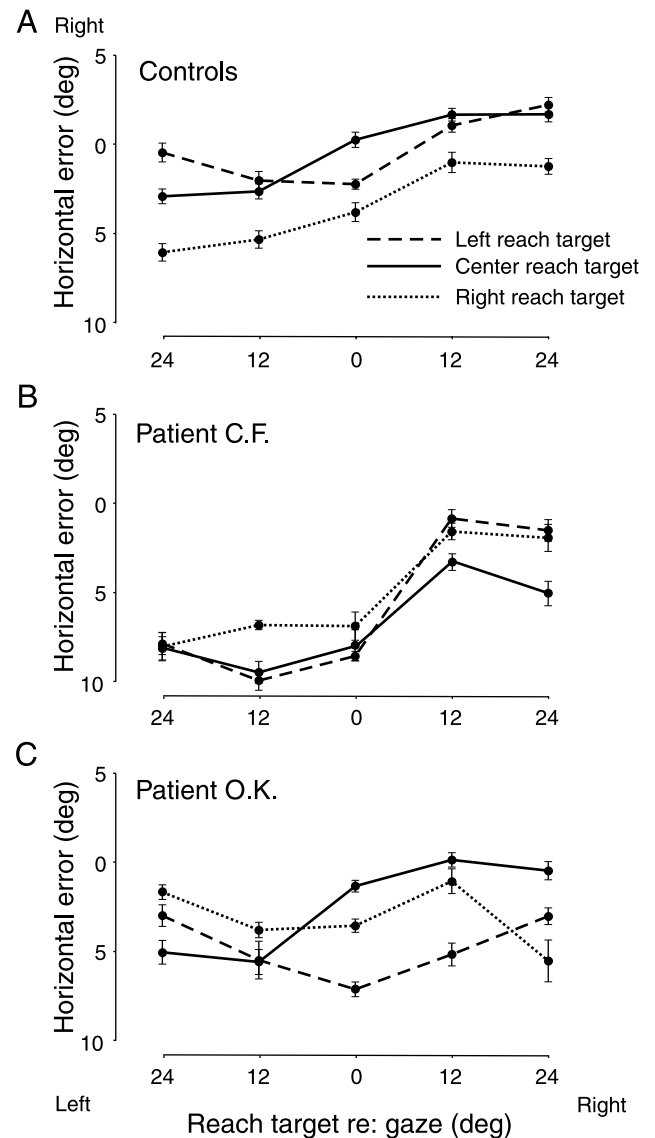 A
Right
Controls
Horizontal error (deg)
5
0
5
10
Left reach target
Center reach target
Right reach target
24 12 0 12 24
B
Patient C.F.
Horizontal error (deg)
5
0
5
10
24 12 0 12 24
C
Patient O.K.
Horizontal error (deg)
5
0
5
10
24 12 0 12 24
Left
Right
Reach target re: gaze (deg)